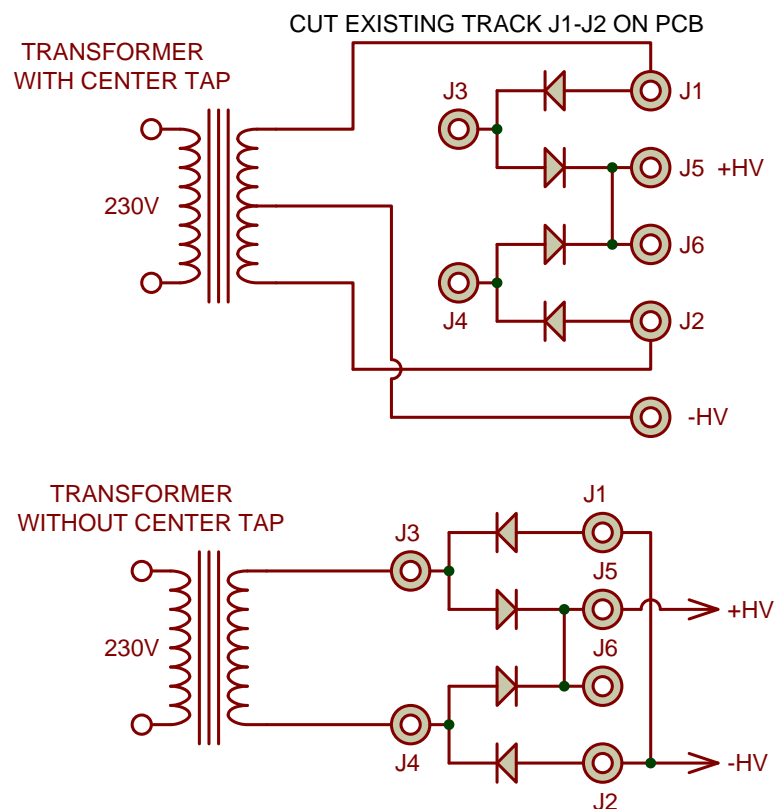 CUT EXISTING TRACK J1-J2 ON PCB
TRANSFORMER
WITH CENTER TAP
J3
J1
J5 +HV
230V
J6
J4
J2
-HV
TRANSFORMER
WITHOUT CENTER TAP
J1
J3
J5
+HV
230V
J6
J4
-HV
J2